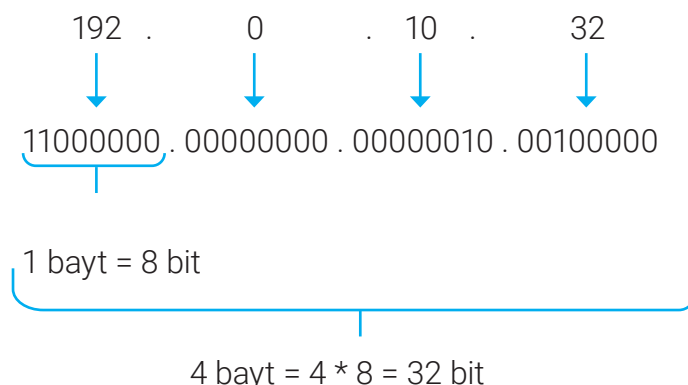 192 . 0 . 10 . 32
11000000 . 00000000 . 00000010 . 00100000
1 bayt = 8 bit
4 bayt = 4 * 8 = 32 bit